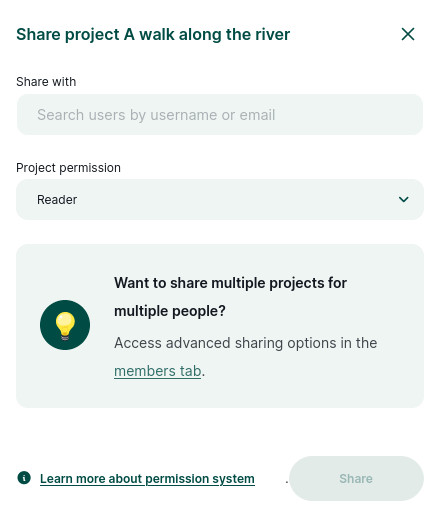 Share project A walk along the river
Share with
Search users by username or email
Project permission
Reader
Want to share multiple projects for
multiple people?
Access advanced sharing options in the
members tab.
Learn more about permission system
.
Share